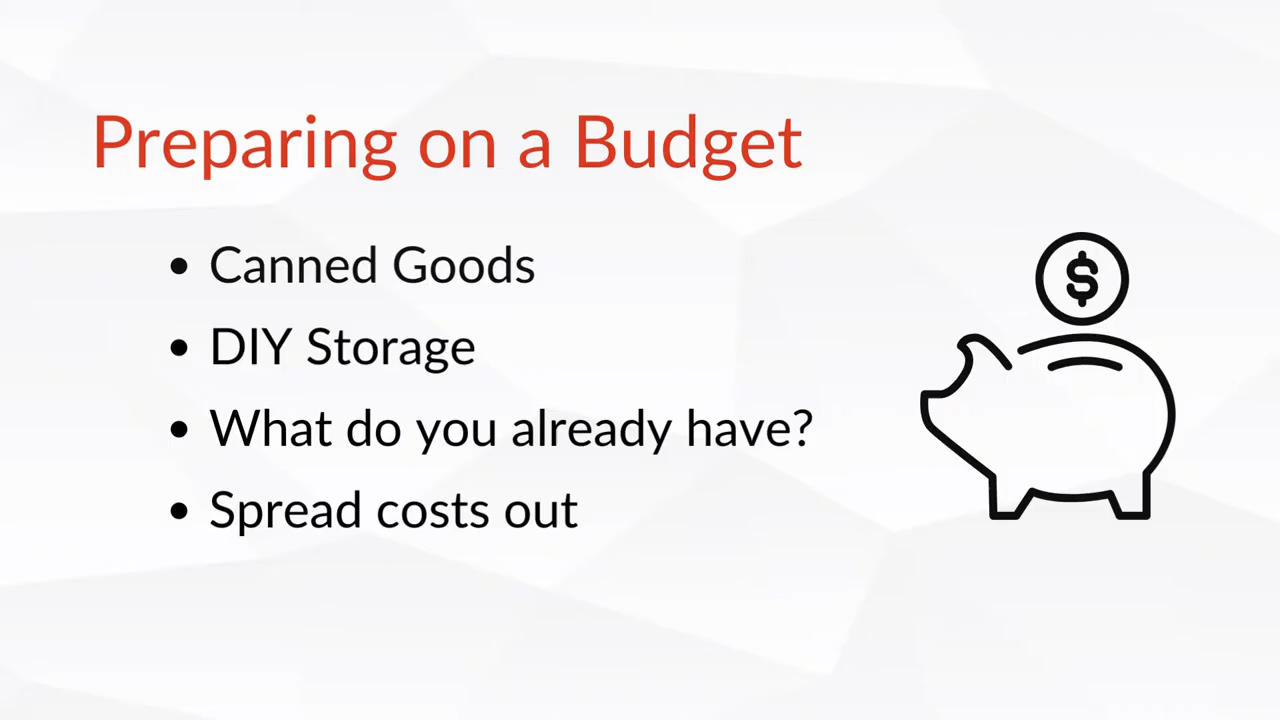 Preparing on a Budget
• Canned Goods
• DIY Storage
• What do you already have?
• Spread costs out
$